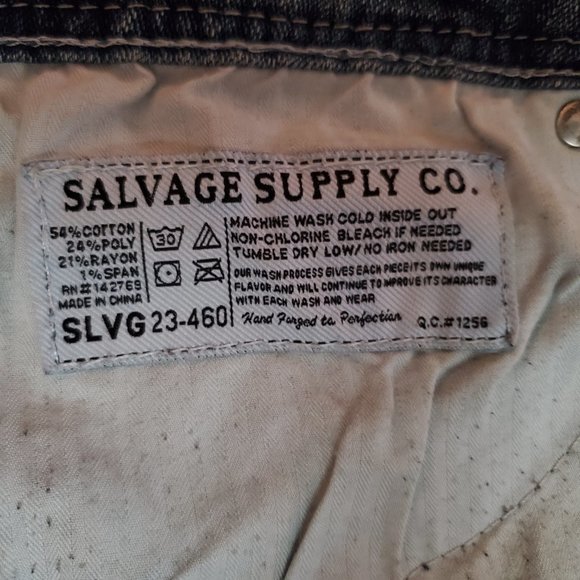 SALVAGE SUPPLY CO.
54% COTTON
24% POLY
21% RAYON
1% SPAN
RN# 142769
MADE IN CHINA
SLVG 23-460
30
MACHINE WASH COLD INSIDE OUT
NON-CHLORINE BLEACH IF NEEDED
TUMBLE DRY LOW/NO IRON NEEDED
OUR WASH PROCESS GIVES EACH PIECE ITS OWN UNIQUE
FLAVOR AND WILL CONTINUE TO IMPROVE ITS CHARACTER
WITH EACH WASH AND WEAR
Hand Forged to Perfection
Q.C.#1256